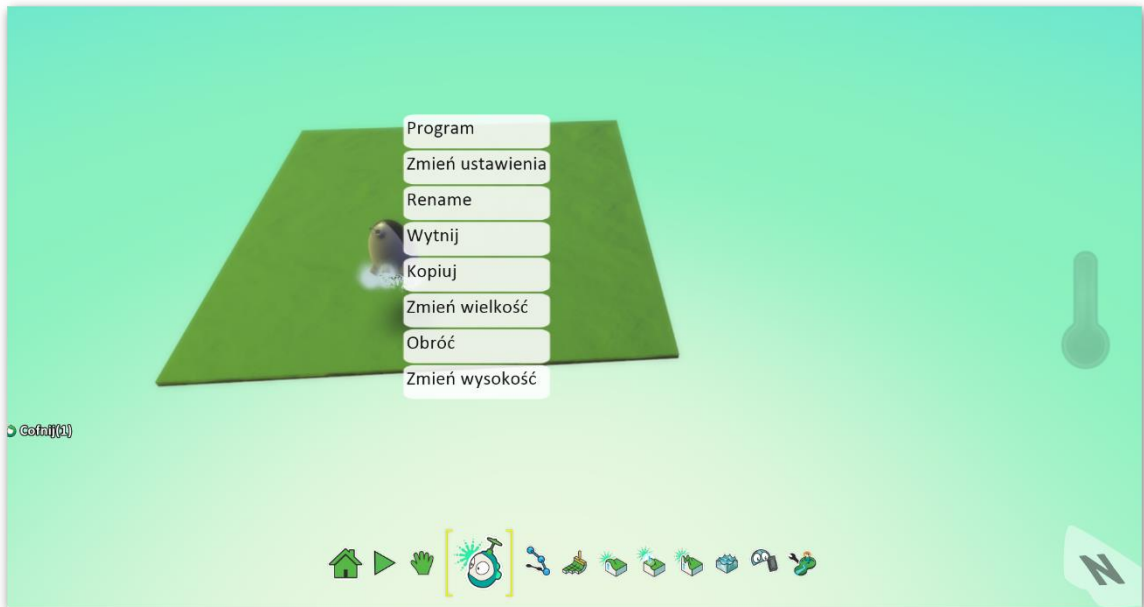 Program
Zmień ustawienia
Rename
Wytnij
Kopiuj
Zmień wielkość
Obróć
Zmień wysokość
Cofnij(1)
N